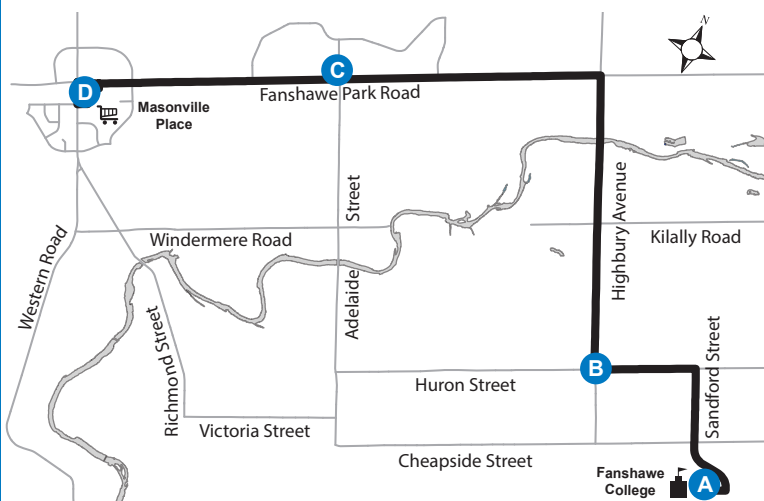 N
C
D
Fanshawe Park Road
Masonville
Place
Street
Highbury Avenue
Windermere Road
Kilally Road
Western Road
Adelaide
Richmond Street
Sandford Street
B
Huron Street
Victoria Street
Cheapside Street
Fanshawe
College
A